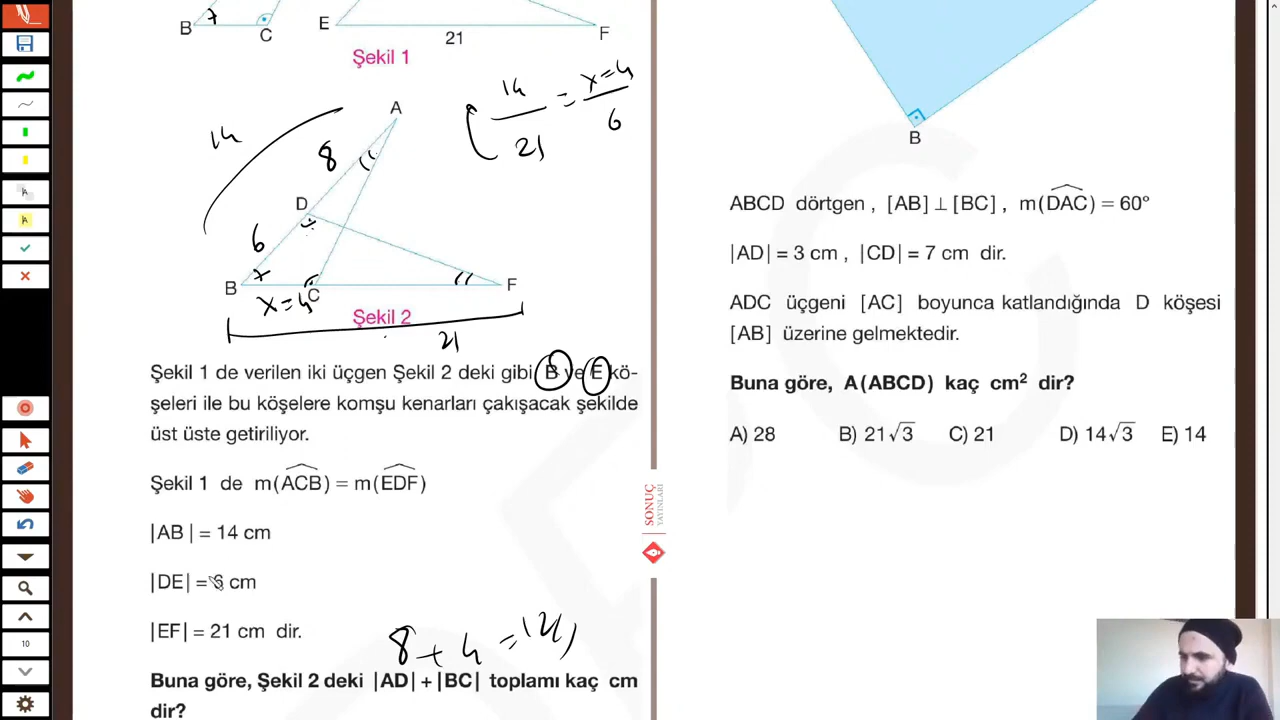 B
C
E
F
7
21
Şekil 1
14
21
=
x=4
6
14
A
8
D
6
x
B
C
F
x=4
Şekil 2
21
Şekil 1 de verilen iki üçgen Şekil 2 deki gibi B ve E kö-
şeleri ile bu köşelere komşu kenarları çakışacak şekilde
üst üste getiriliyor.
Şekil 1 de m(ACB) = m(EDF)
|AB | = 14 cm
|DE| = 6 cm
|EF| = 21 cm dir.
8 + 4 = 12
Buna göre, Şekil 2 deki |AD| + |BC| toplamı kaç cm
dir?
SONUÇ
YAYINLARI
B
ABCD dörtgen , [AB] ⊥ [BC] , m(DAC) = 60°
|AD| = 3 cm , |CD| = 7 cm dir.
ADC üçgeni [AC] boyunca katlandığında D köşesi
[AB] üzerine gelmektedir.
Buna göre, A(ABCD) kaç cm² dir?
A) 28 B) 21√3 C) 21 D) 14√3 E) 14
A
A
10